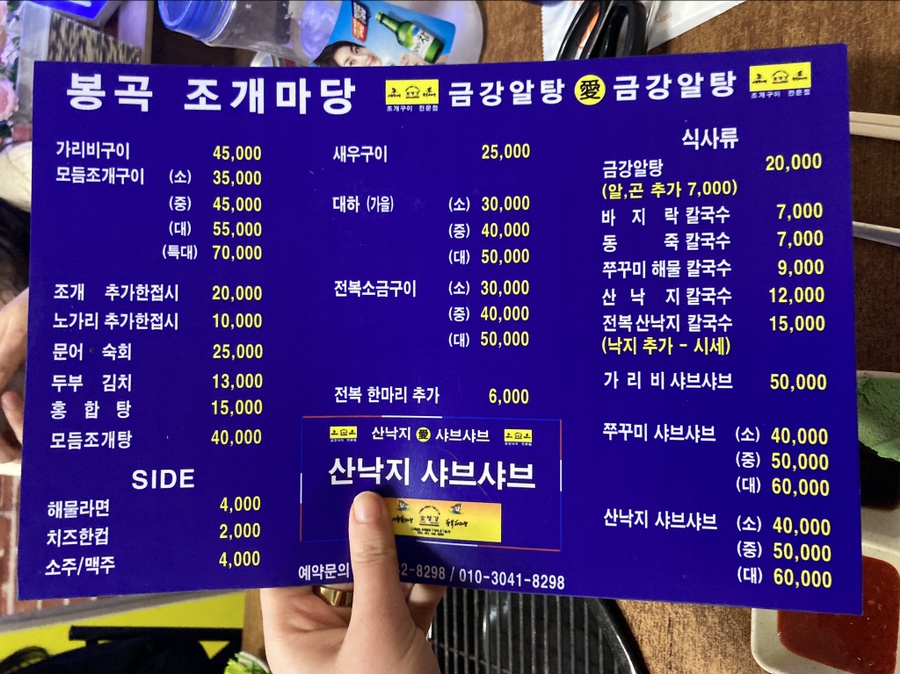 봉곡 조개마당
조개구이 전문점
금강알탕 愛 금강알탕
조개구이 전문점
가리비구이 45,000
모듬조개구이 (소) 35,000
(중) 45,000
(대) 55,000
(특대) 70,000
조개 추가한접시 20,000
노가리 추가한접시 10,000
문어 숙회 25,000
두부 김치 13,000
홍합탕 15,000
모듬조개탕 40,000
SIDE
해물라면 4,000
치즈한컵 2,000
소주/맥주 4,000
새우구이 25,000
대하 (가을) (소) 30,000
(중) 40,000
(대) 50,000
전복소금구이 (소) 30,000
(중) 40,000
(대) 50,000
전복 한마리 추가 6,000
산낙지 愛 샤브샤브
산낙지 샤브샤브
예약문의 2-8298 / 010-3041-8298
식사류
금강알탕 20,000
(알,곤 추가 7,000)
바지락 칼국수 7,000
동죽 칼국수 7,000
쭈꾸미 해물 칼국수 9,000
산낙지 칼국수 12,000
전복산낙지 칼국수 15,000
(낙지 추가 - 시세)
가리비 샤브샤브 50,000
쭈꾸미 샤브샤브 (소) 40,000
(중) 50,000
(대) 60,000
산낙지 샤브샤브 (소) 40,000
(중) 50,000
(대) 60,000